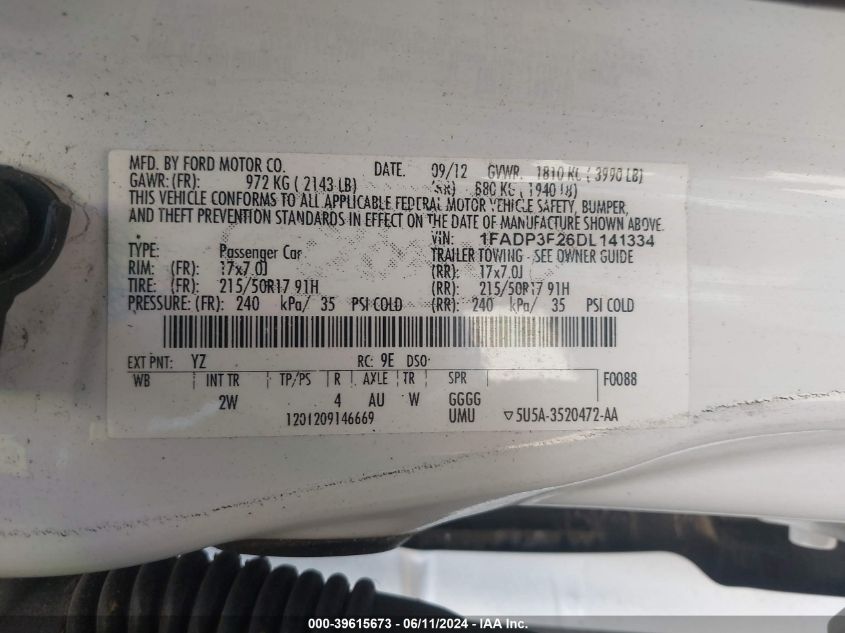 MFD. BY FORD MOTOR CO. DATE. 09/12 GVWR. 1810 KG ( 3990 LB)
GAWR: (FR): 972 KG ( 2143 LB) 880 KG ( 1940 LB)
THIS VEHICLE CONFORMS TO ALL APPLICABLE FEDERAL MOTOR VEHICLE SAFETY, BUMPER,
AND THEFT PREVENTION STANDARDS IN EFFECT ON THE DATE OF MANUFACTURE SHOWN ABOVE.
VIN: 1FADP3F26DL141334
TYPE: Passenger Car TRAILER TOWING - SEE OWNER GUIDE
RIM: (FR): 17x7.0J (RR): 17x7.0J
TIRE: (FR): 215/50R17 91H (RR): 215/50R17 91H
PRESSURE: (FR): 240 kPa/ 35 PSI COLD (RR): 240 kPa/ 35 PSI COLD
EXT PNT: YZ RC: 9E DSO:
WB INT TR TP/PS R AXLE TR SPR F0088
2W 4 AU W GGGG
1201209146669 UMU ▽5U5A-3520472-AA
000-39615673 - 06/11/2024 - IAA Inc.